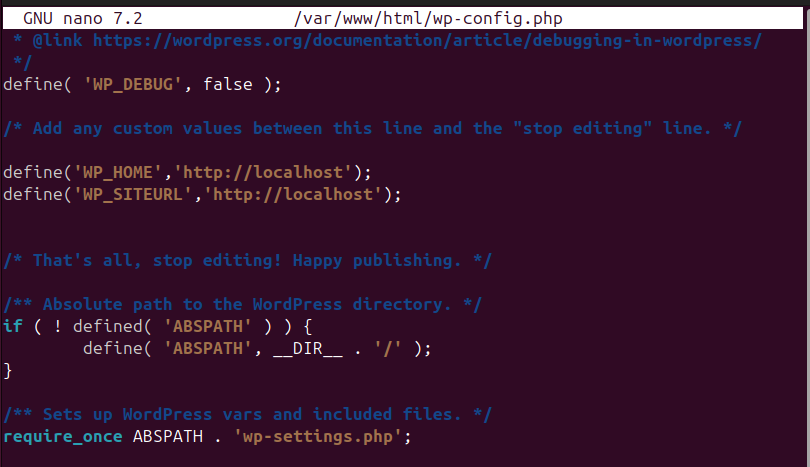 GNU nano 7.2 /var/www/html/wp-config.php
* @link https://wordpress.org/documentation/article/debugging-in-wordpress/
*/
define( 'WP_DEBUG', false );
/* Add any custom values between this line and the "stop editing" line. */
define('WP_HOME','http://localhost');
define('WP_SITEURL','http://localhost');
/* That's all, stop editing! Happy publishing. */
/** Absolute path to the WordPress directory. */
if ( ! defined( 'ABSPATH' ) ) {
define( 'ABSPATH', __DIR__ . '/' );
}
/** Sets up WordPress vars and included files. */
require_once ABSPATH . 'wp-settings.php';